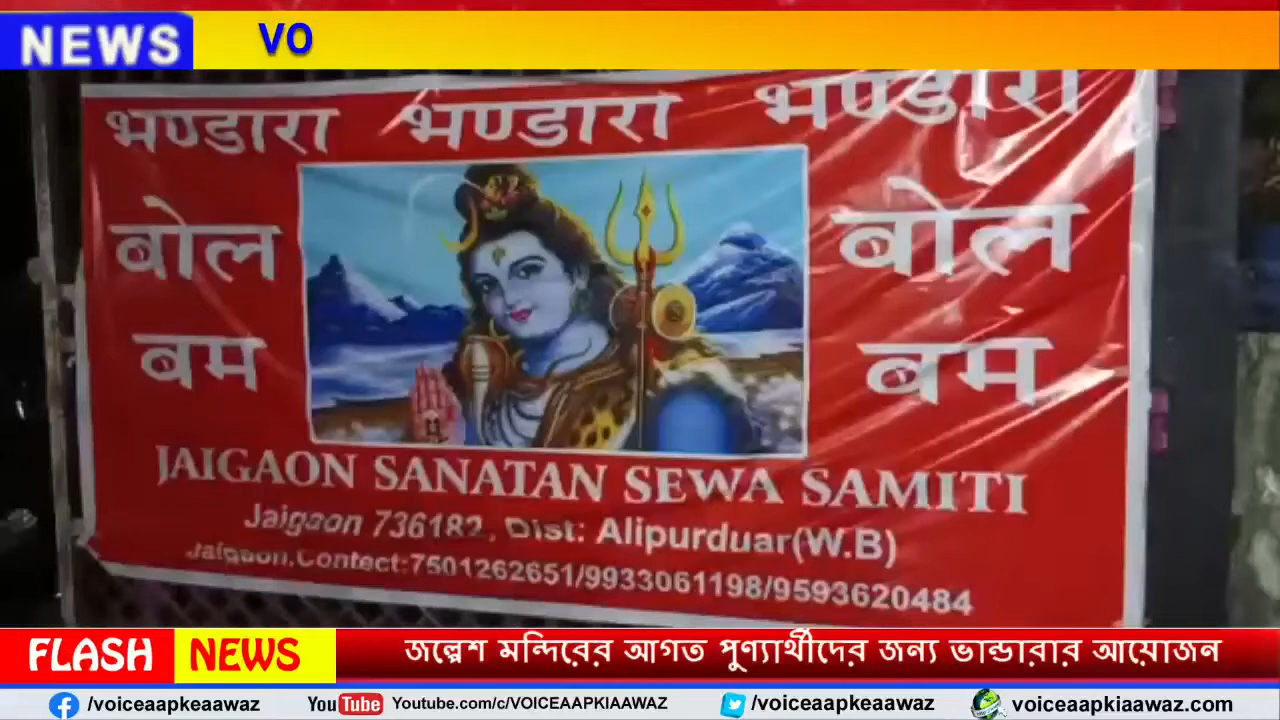 NEWS VO
भण्डारा भण्डारा भण्डारा
बोल बोल
बम बम
JAIGAON SANATAN SEWA SAMITI
Jaigaon 736182, Dist: Alipurduar(W.B)
Jaigaon,Contect:7501262651/9933061198/9593620484
FLASH NEWS জল্পেশ মন্দিরের আগত পুণ্যার্থীদের জন্য ভান্ডারার আয়োজন
/voiceaapkeaawaz YouTube Youtube.com/c/VOICEAAPKIAAWAZ /voiceaapkeaawaz voiceaapkiaawaz.com